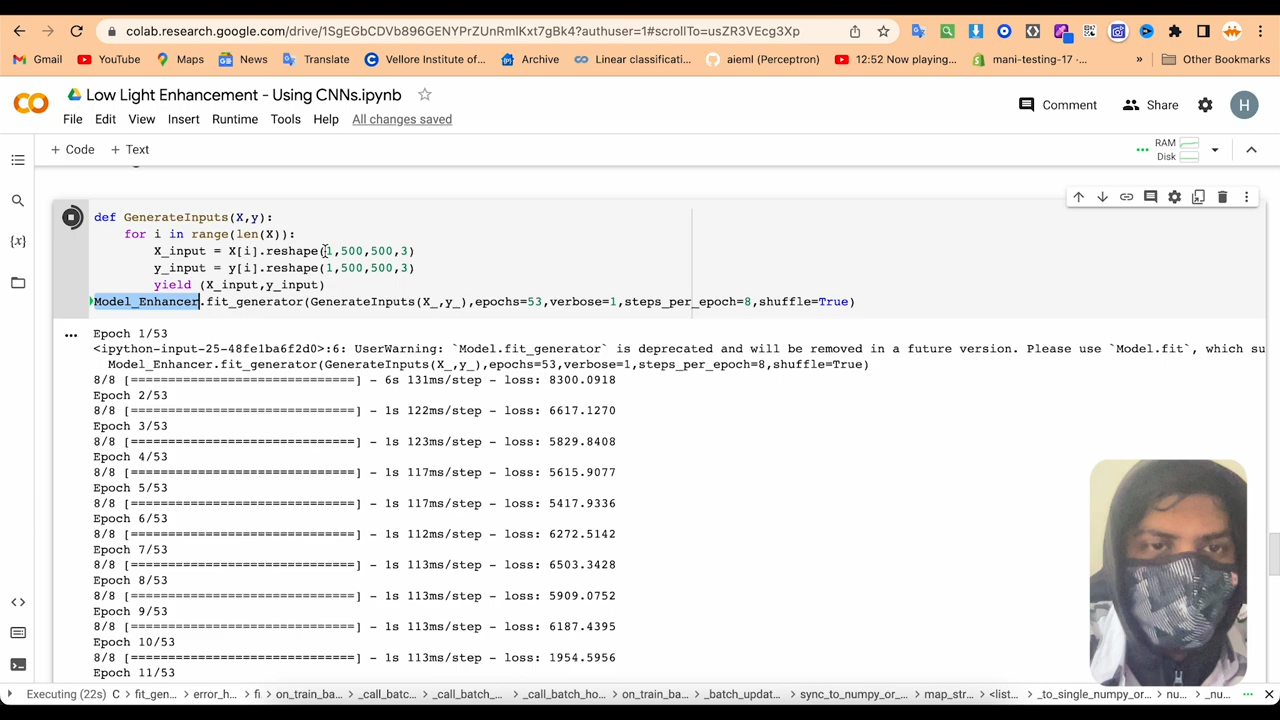 colab.research.google.com/drive/1SgEGbCDVb896GENYPrZUnRmIKxt7gBk4?authuser=1#scrollTo=usZR3VEcg3Xp
Gmail YouTube Maps News Translate Vellore Institute of... Archive Linear classificati... aieml (Perceptron) 12:52 Now playing... mani-testing-17 ... » Other Bookmarks
Low Light Enhancement - Using CNNs.ipynb
Comment Share H
File Edit View Insert Runtime Tools Help All changes saved
+ Code + Text
RAM
Disk
def GenerateInputs(X,y):
for i in range(len(X)):
X_input = X[i].reshape(1,500,500,3)
y_input = y[i].reshape(1,500,500,3)
yield (X_input,y_input)
Model_Enhancer.fit_generator(GenerateInputs(X_,y_),epochs=53,verbose=1,steps_per_epoch=8,shuffle=True)
Epoch 1/53
<ipython-input-25-48fe1ba6f2d0>:6: UserWarning: `Model.fit_generator` is deprecated and will be removed in a future version. Please use `Model.fit`, which su
Model_Enhancer.fit_generator(GenerateInputs(X_,y_),epochs=53,verbose=1,steps_per_epoch=8,shuffle=True)
8/8 [==============================] - 6s 131ms/step - loss: 8300.0918
Epoch 2/53
8/8 [==============================] - 1s 122ms/step - loss: 6617.1270
Epoch 3/53
8/8 [==============================] - 1s 123ms/step - loss: 5829.8408
Epoch 4/53
8/8 [==============================] - 1s 117ms/step - loss: 5615.9077
Epoch 5/53
8/8 [==============================] - 1s 117ms/step - loss: 5417.9336
Epoch 6/53
8/8 [==============================] - 1s 112ms/step - loss: 6272.5142
Epoch 7/53
8/8 [==============================] - 1s 113ms/step - loss: 6503.3428
Epoch 8/53
8/8 [==============================] - 1s 113ms/step - loss: 5909.0752
Epoch 9/53
8/8 [==============================] - 1s 113ms/step - loss: 6187.4395
Epoch 10/53
8/8 [==============================] - 1s 113ms/step - loss: 1954.5956
Epoch 11/53
Executing (22s) C > fit_gen... > error_h... > fi > on_train_ba... > _call_batc... > _call_batch_... > _call_batch_ho... > on_train_ba... > _batch_updat... > sync_to_numpy_or_... > map_str... > <list... > _to_single_numpy_or_... > nu... > _nu...